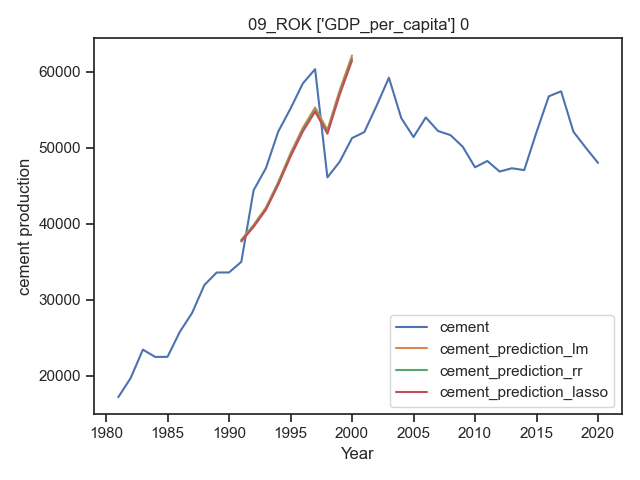 09_ROK ['GDP_per_capita'] 0
cement production
60000
50000
40000
30000
20000
1980
1985
1990
1995
2000
2005
2010
2015
2020
Year
cement
cement_prediction_lm
cement_prediction_rr
cement_prediction_lasso